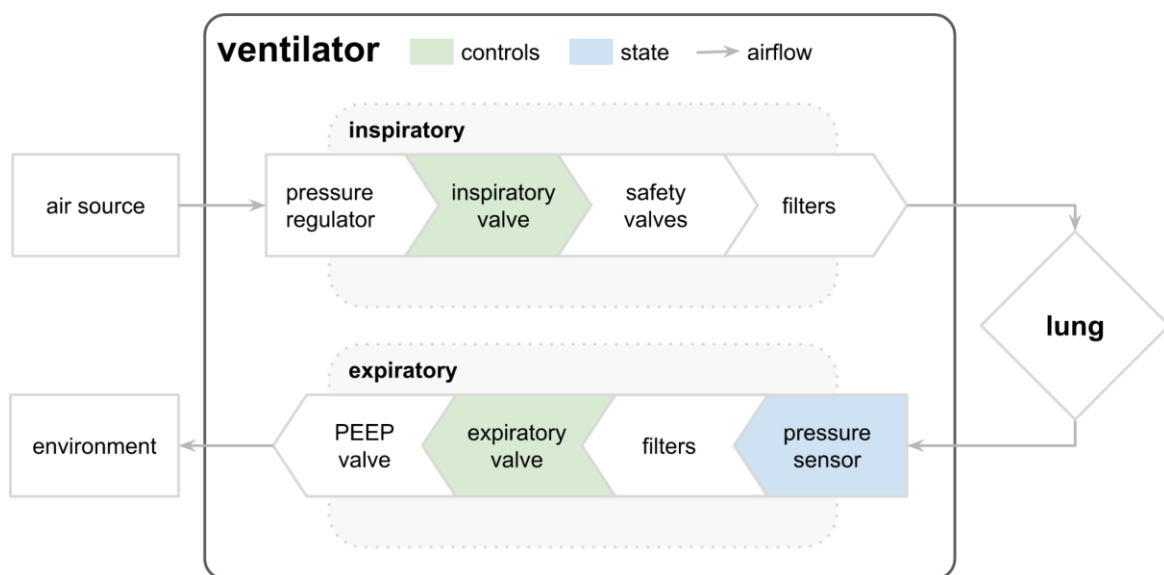 ventilator
controls
state
airflow
inspiratory
air source
pressure
regulator
inspiratory
valve
safety
valves
filters
lung
expiratory
environment
PEEP
valve
expiratory
valve
filters
pressure
sensor